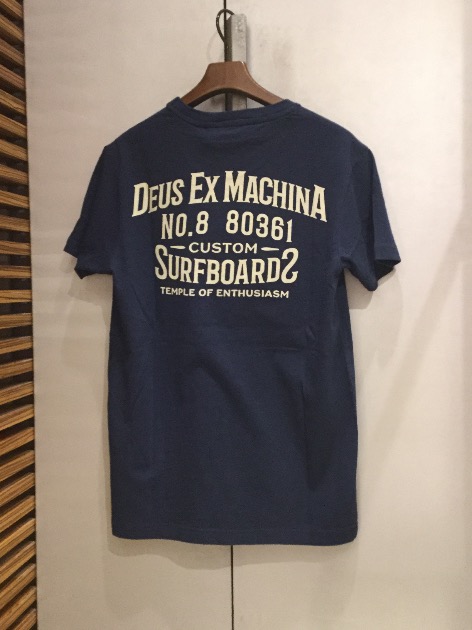 DEUS EX MACHINA
NO.8 80361
CUSTOM
SURFBOARDS
TEMPLE OF ENTHUSIASM